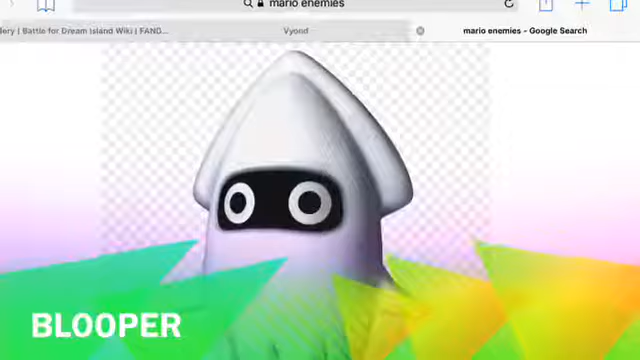 mario enemies
lery | Battle for Dream Island Wiki | FAND...
Vyond
mario enemies - Google Search
BLOOPER